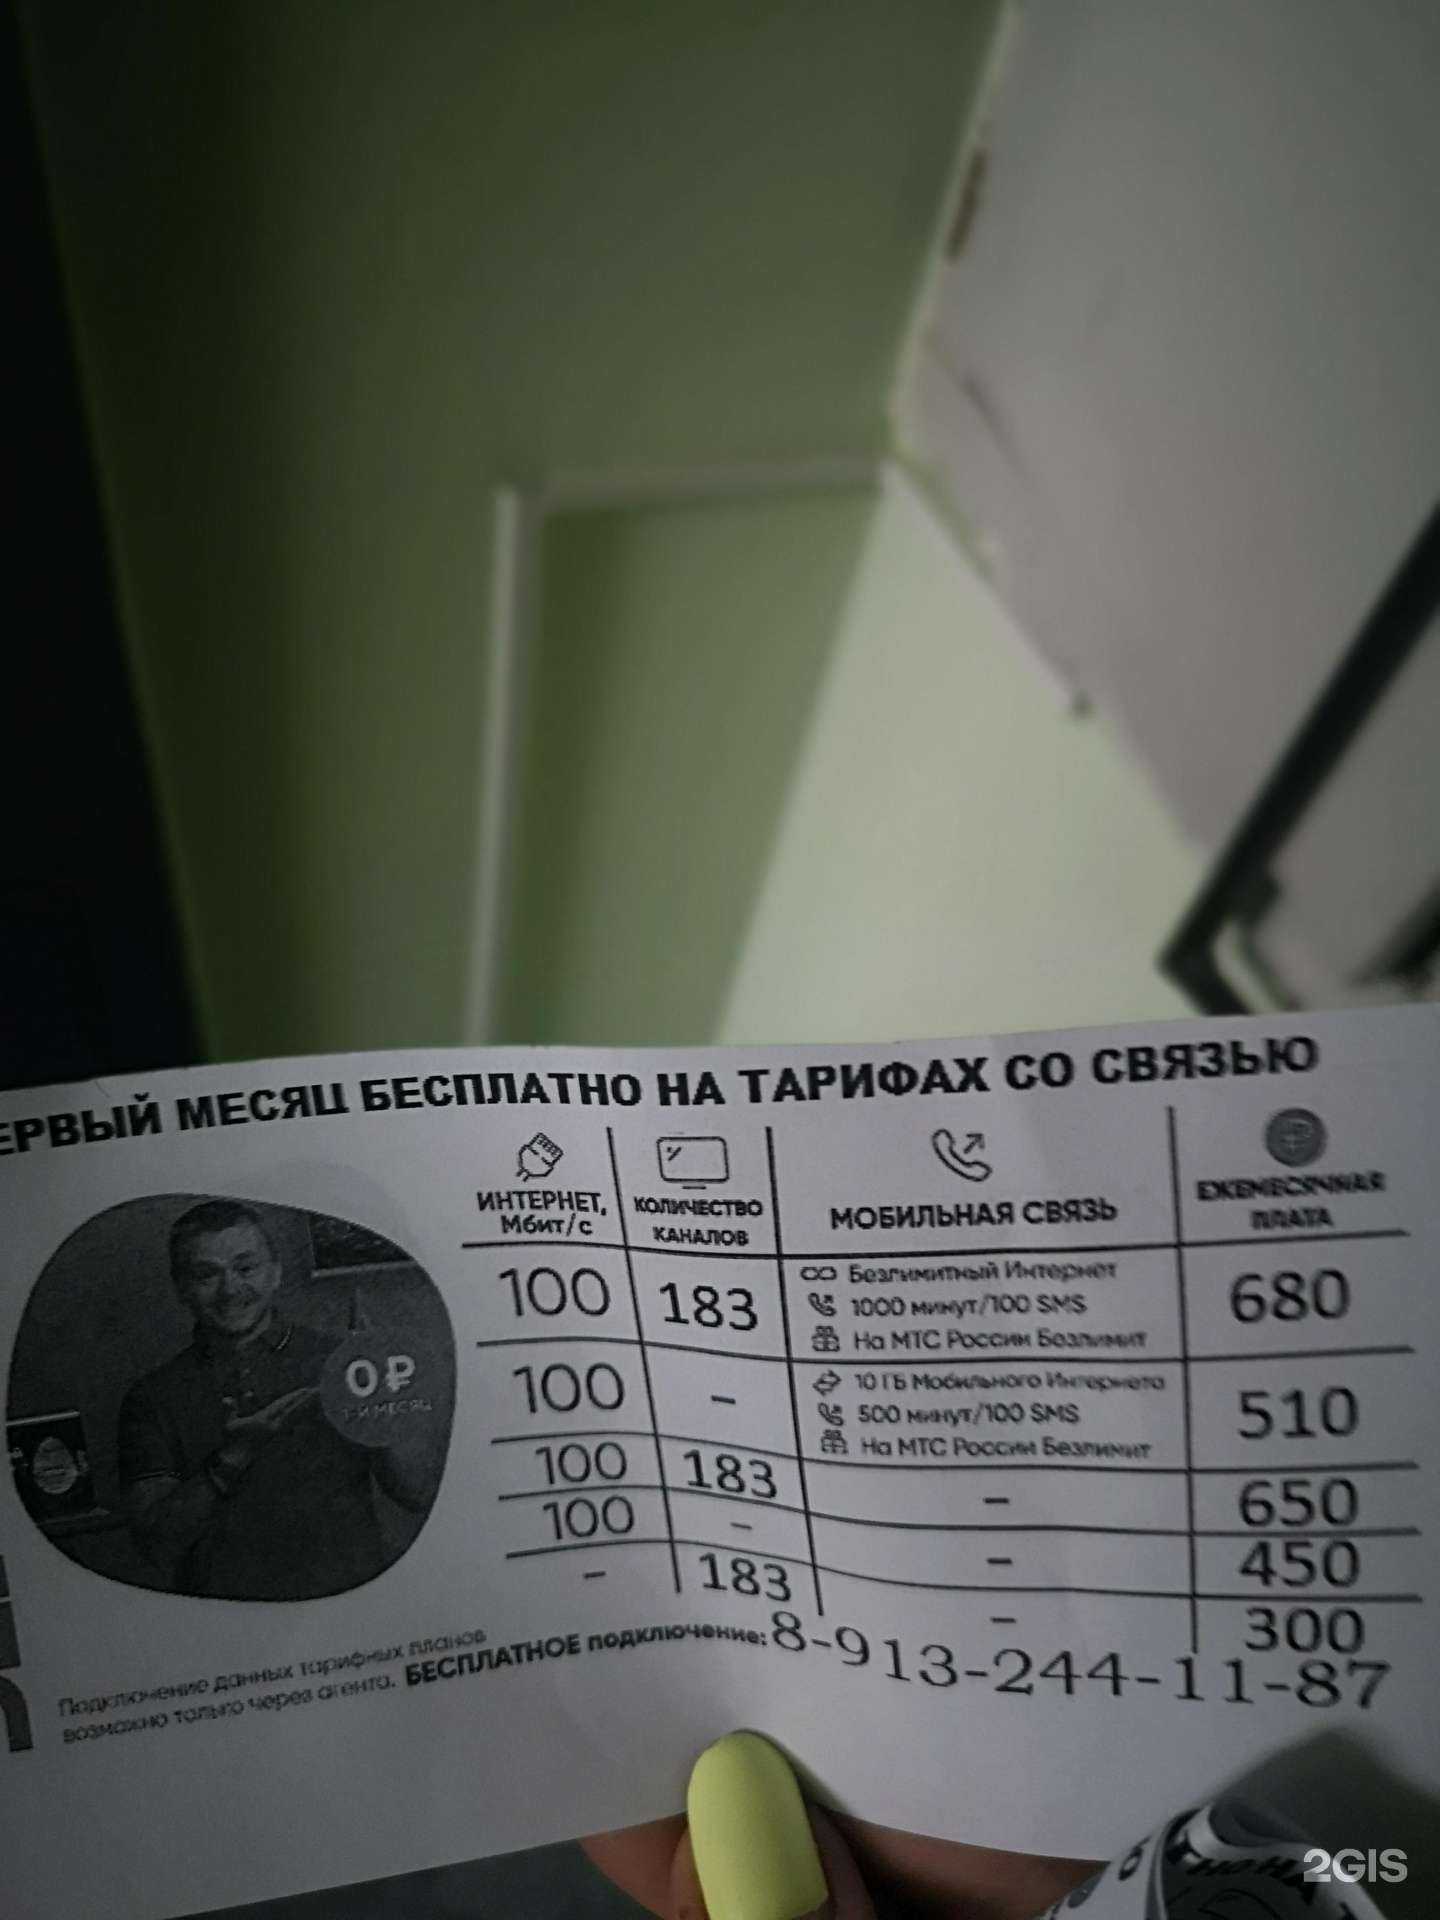 ЕРВЫЙ МЕСЯЦ БЕСПЛАТНО НА ТАРИФАХ СО СВЯЗЬЮ
ИНТЕРНЕТ, Мбит/с
КОЛИЧЕСТВО КАНАЛОВ
МОБИЛЬНАЯ СВЯЗЬ
ЕЖЕМЕСЯЧНАЯ ПЛАТА
100 183 Безлимитный Интернет 680
1000 минут/100 SMS
На МТС России Безлимит
100 – 10 ГБ Мобильного Интернета 510
500 минут/100 SMS
На МТС России Безлимит
100 183 – 650
100 – – 450
– 183 – 300
0₽
1-Й МЕСЯЦ
Подключение данных тарифных планов
возможно только через агента. БЕСПЛАТНОЕ подключение: 8-913-244-11-87
2GIS